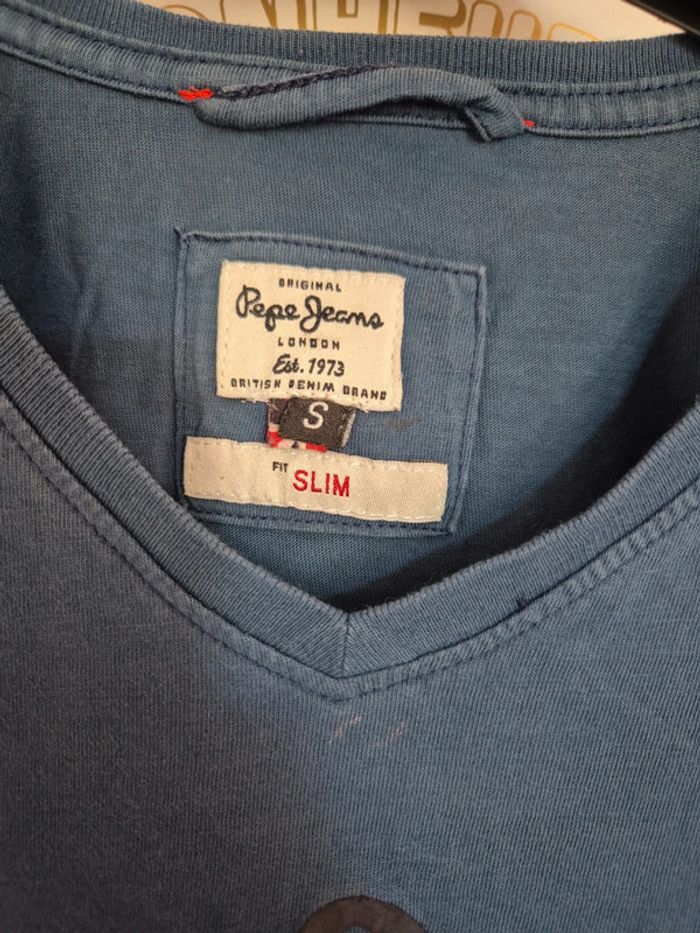 ORIGINAL
Pepe Jeans
LONDON
Est. 1973
BRITISH DENIM BRAND
S
FIT SLIM